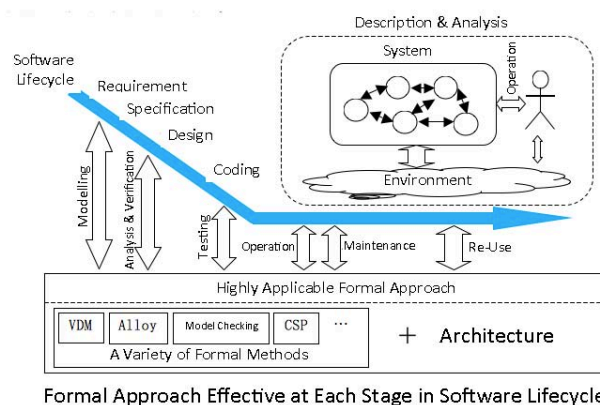 Description & Analysis
System
Operation
Environment
Software
Lifecycle
Requirement
Specification
Design
Coding
Modelling
Analysis & Verification
Testing
Operation
Maintenance
Re-Use
Highly Applicable Formal Approach
VDM
Alloy
Model Checking
CSP
...
A Variety of Formal Methods
+ Architecture
Formal Approach Effective at Each Stage in Software Lifecycle